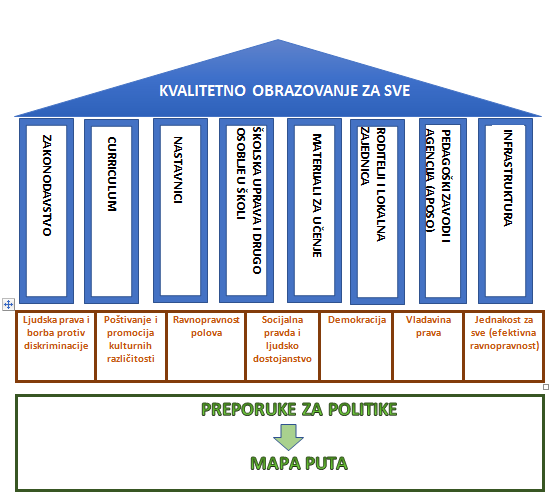 KVALITETNO OBRAZOVANJE ZA SVE
ZAKONODAVSTVO
CURRICULUM
NASTAVNICI
ŠKOLSKA UPRAVA I DRUGO
OSOBLJE U ŠKOLI
MATERIALI ZA UČENJE
RODITELJI I LOKALNA
ZAJEDNICA
PEDAGOŠKI ZAVODI I
AGENCIJA (APOSO)
INFRASTRUKTURA
Ljudska prava i
borba protiv
diskriminacije
Poštivanje i
promocija
kulturnih
različitosti
Ravnopravnost
polova
Socijalna
pravda i
ljudsko
dostojanstvo
Demokracija
Vladavina
prava
Jednakost za
sve (efektivna
ravnopravnost)
PREPORUKE ZA POLITIKE
MAPA PUTA